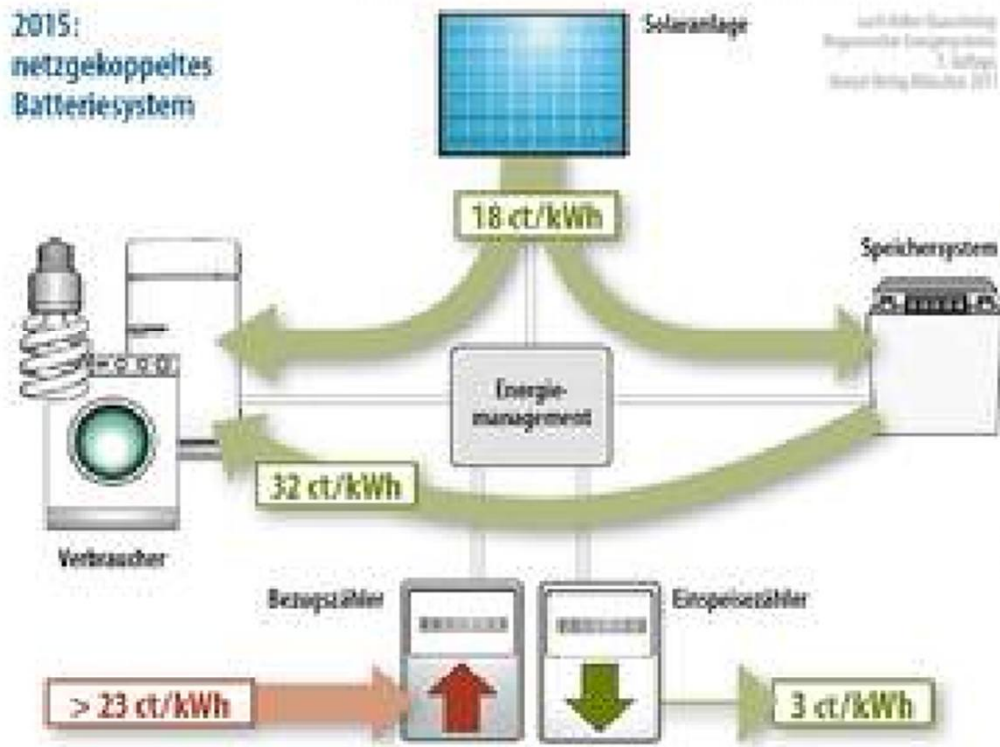 2015:
netzgekoppeltes
Batteriesystem
Solaranlage
18 ct/kWh
Speichersystem
Energie-
management
32 ct/kWh
Verbraucher
Bezugszähler
Einspeisezähler
> 23 ct/kWh
3 ct/kWh